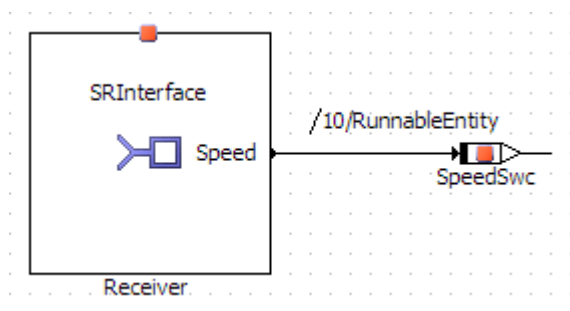 SRInterface
/10/RunnableEntity
Speed
SpeedSwc
Receiver